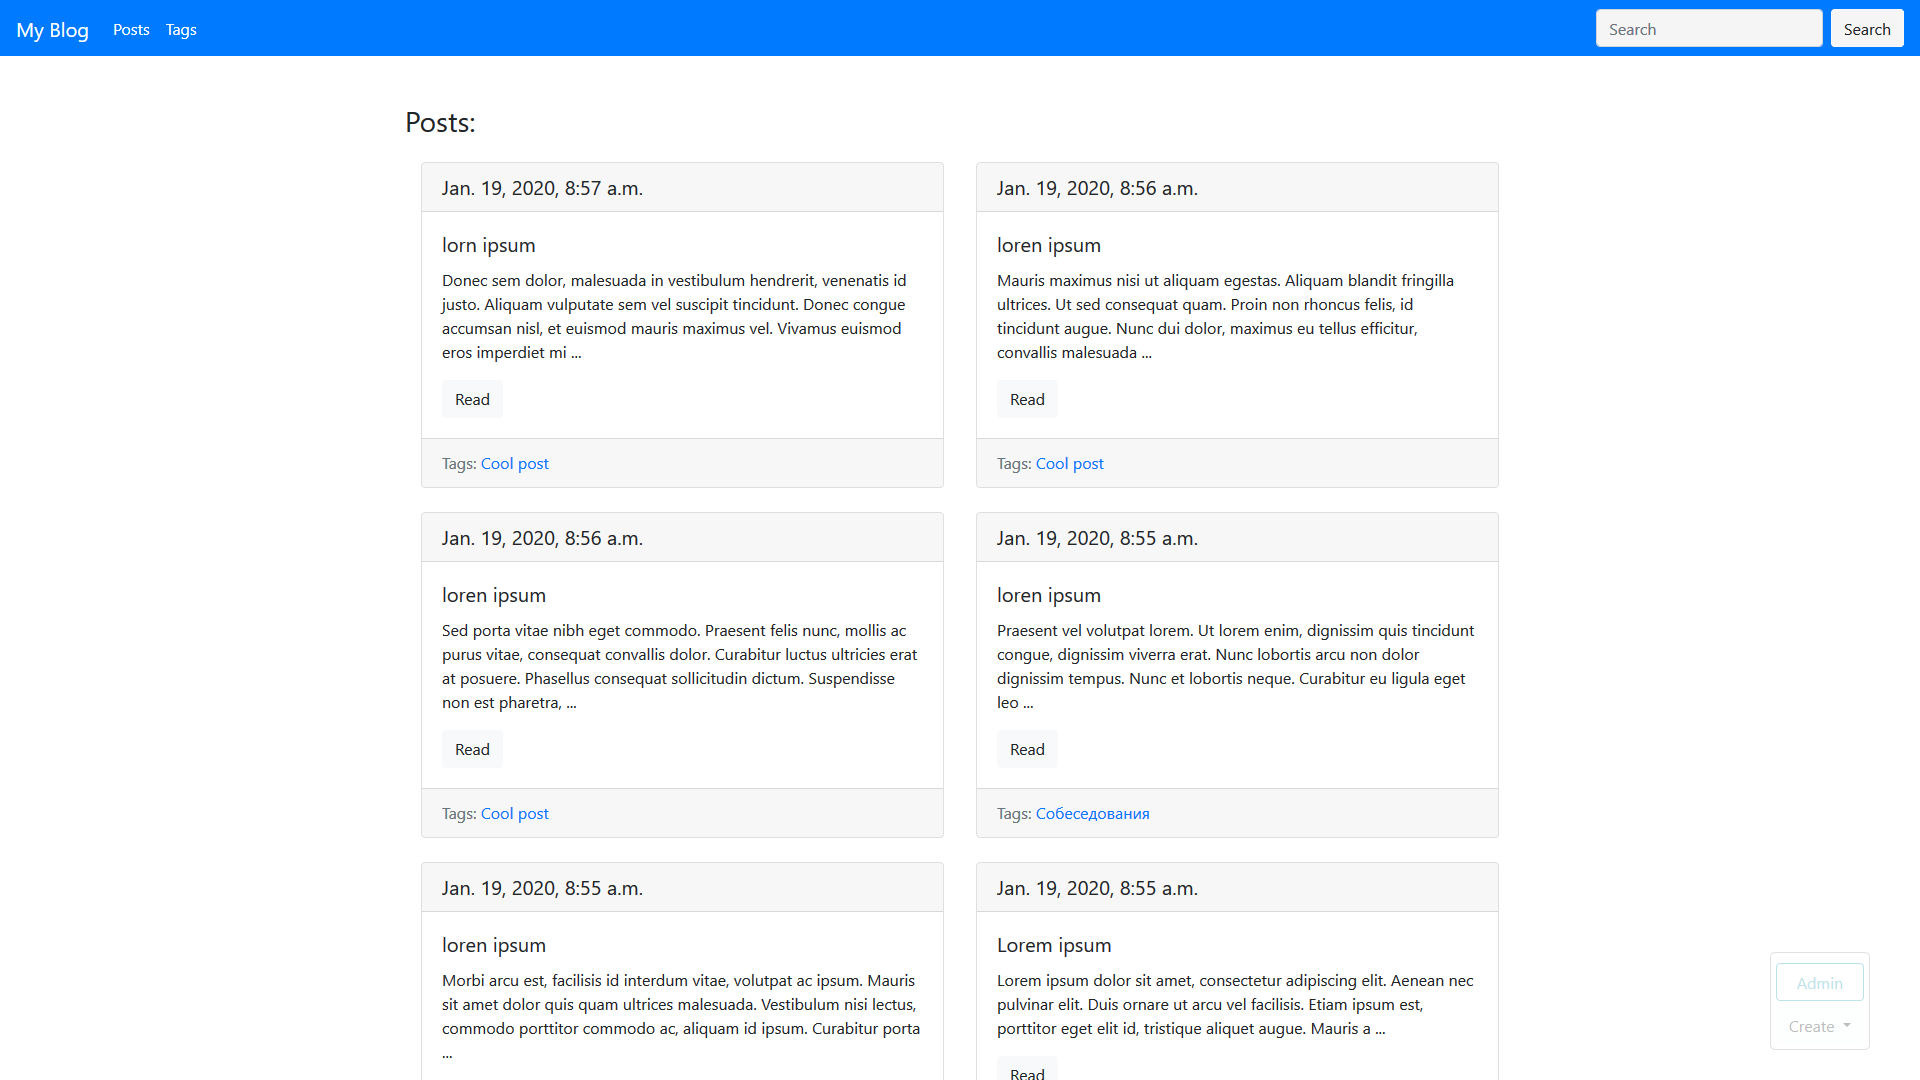 My Blog Posts Tags Search Search
Posts:
Jan. 19, 2020, 8:57 a.m.
lorn ipsum
Donec sem dolor, malesuada in vestibulum hendrerit, venenatis id
justo. Aliquam vulputate sem vel suscipit tincidunt. Donec congue
accumsan nisl, et euismod mauris maximus vel. Vivamus euismod
eros imperdiet mi ...
Read
Tags: Cool post
Jan. 19, 2020, 8:56 a.m.
loren ipsum
Mauris maximus nisi ut aliquam egestas. Aliquam blandit fringilla
ultrices. Ut sed consequat quam. Proin non rhoncus felis, id
tincidunt augue. Nunc dui dolor, maximus eu tellus efficitur,
convallis malesuada ...
Read
Tags: Cool post
Jan. 19, 2020, 8:56 a.m.
loren ipsum
Sed porta vitae nibh eget commodo. Praesent felis nunc, mollis ac
purus vitae, consequat convallis dolor. Curabitur luctus ultricies erat
at posuere. Phasellus consequat sollicitudin dictum. Suspendisse
non est pharetra, ...
Read
Tags: Cool post
Jan. 19, 2020, 8:55 a.m.
loren ipsum
Praesent vel volutpat lorem. Ut lorem enim, dignissim quis tincidunt
congue, dignissim viverra erat. Nunc lobortis arcu non dolor
dignissim tempus. Nunc et lobortis neque. Curabitur eu ligula eget
leo ...
Read
Tags: Собеседования
Jan. 19, 2020, 8:55 a.m.
loren ipsum
Morbi arcu est, facilisis id interdum vitae, volutpat ac ipsum. Mauris
sit amet dolor quis quam ultrices malesuada. Vestibulum nisi lectus,
commodo porttitor commodo ac, aliquam id ipsum. Curabitur porta
...
Jan. 19, 2020, 8:55 a.m.
Lorem ipsum
Lorem ipsum dolor sit amet, consectetur adipiscing elit. Aenean nec
pulvinar elit. Duis ornare ut arcu vel facilisis. Etiam ipsum est,
porttitor eget elit id, tristique aliquet augue. Mauris a ...
Read
Admin
Create